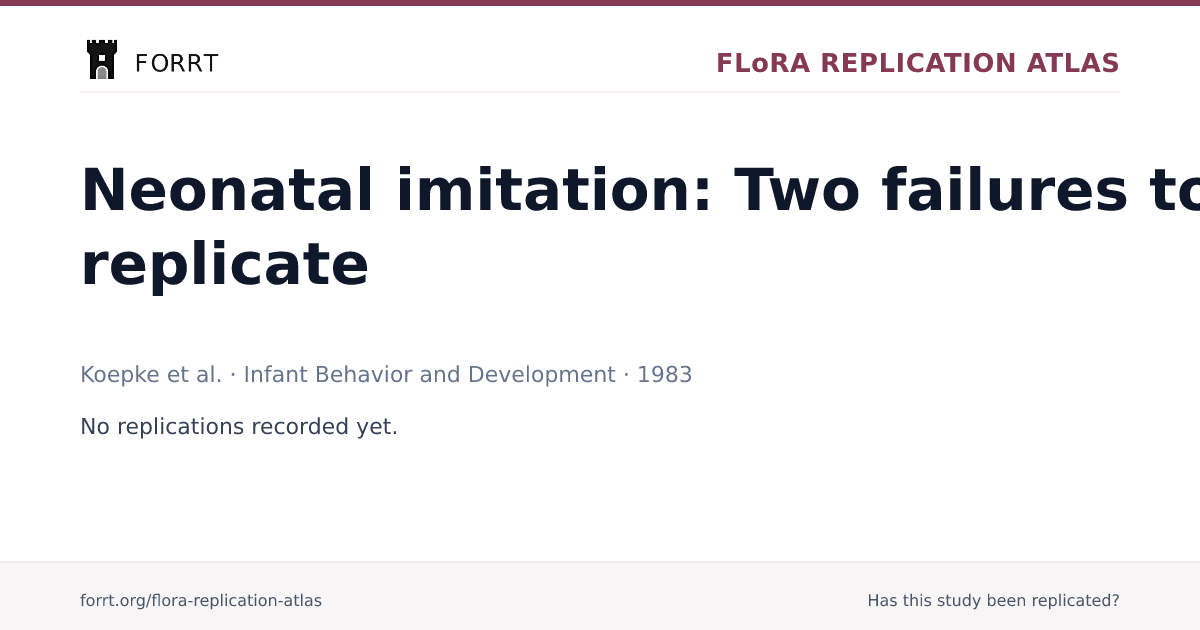 FORRT
FLoRA REPLICATION ATLAS
Neonatal imitation: Two failures to
replicate
Koepke et al. · Infant Behavior and Development · 1983
No replications recorded yet.
forrt.org/flora-replication-atlas
Has this study been replicated?